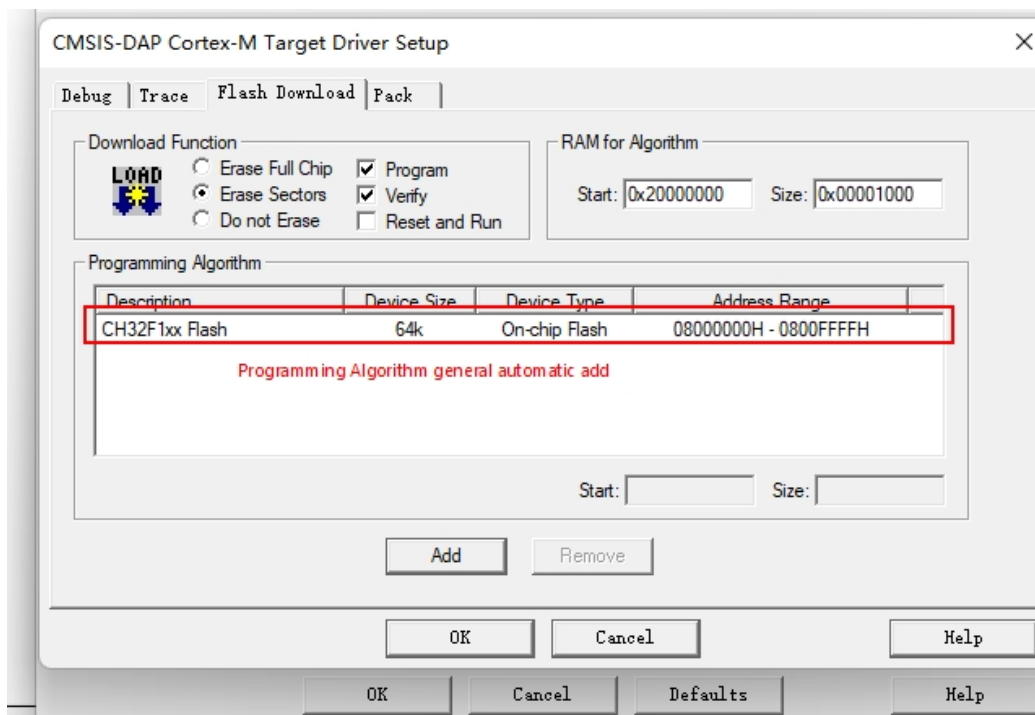 CMSIS-DAP Cortex-M Target Driver Setup
Debug Trace Flash Download Pack
Download Function
LOAD
Erase Full Chip Program
Erase Sectors Verify
Do not Erase Reset and Run
RAM for Algorithm
Start: 0x20000000 Size: 0x00001000
Programming Algorithm
Description Device Size Device Type Address Range
CH32F1xx Flash 64k On-chip Flash 08000000H - 0800FFFFH
Programming Algorithm general automatic add
Start: Size:
Add Remove
OK Cancel Help
OK Cancel Defaults Help